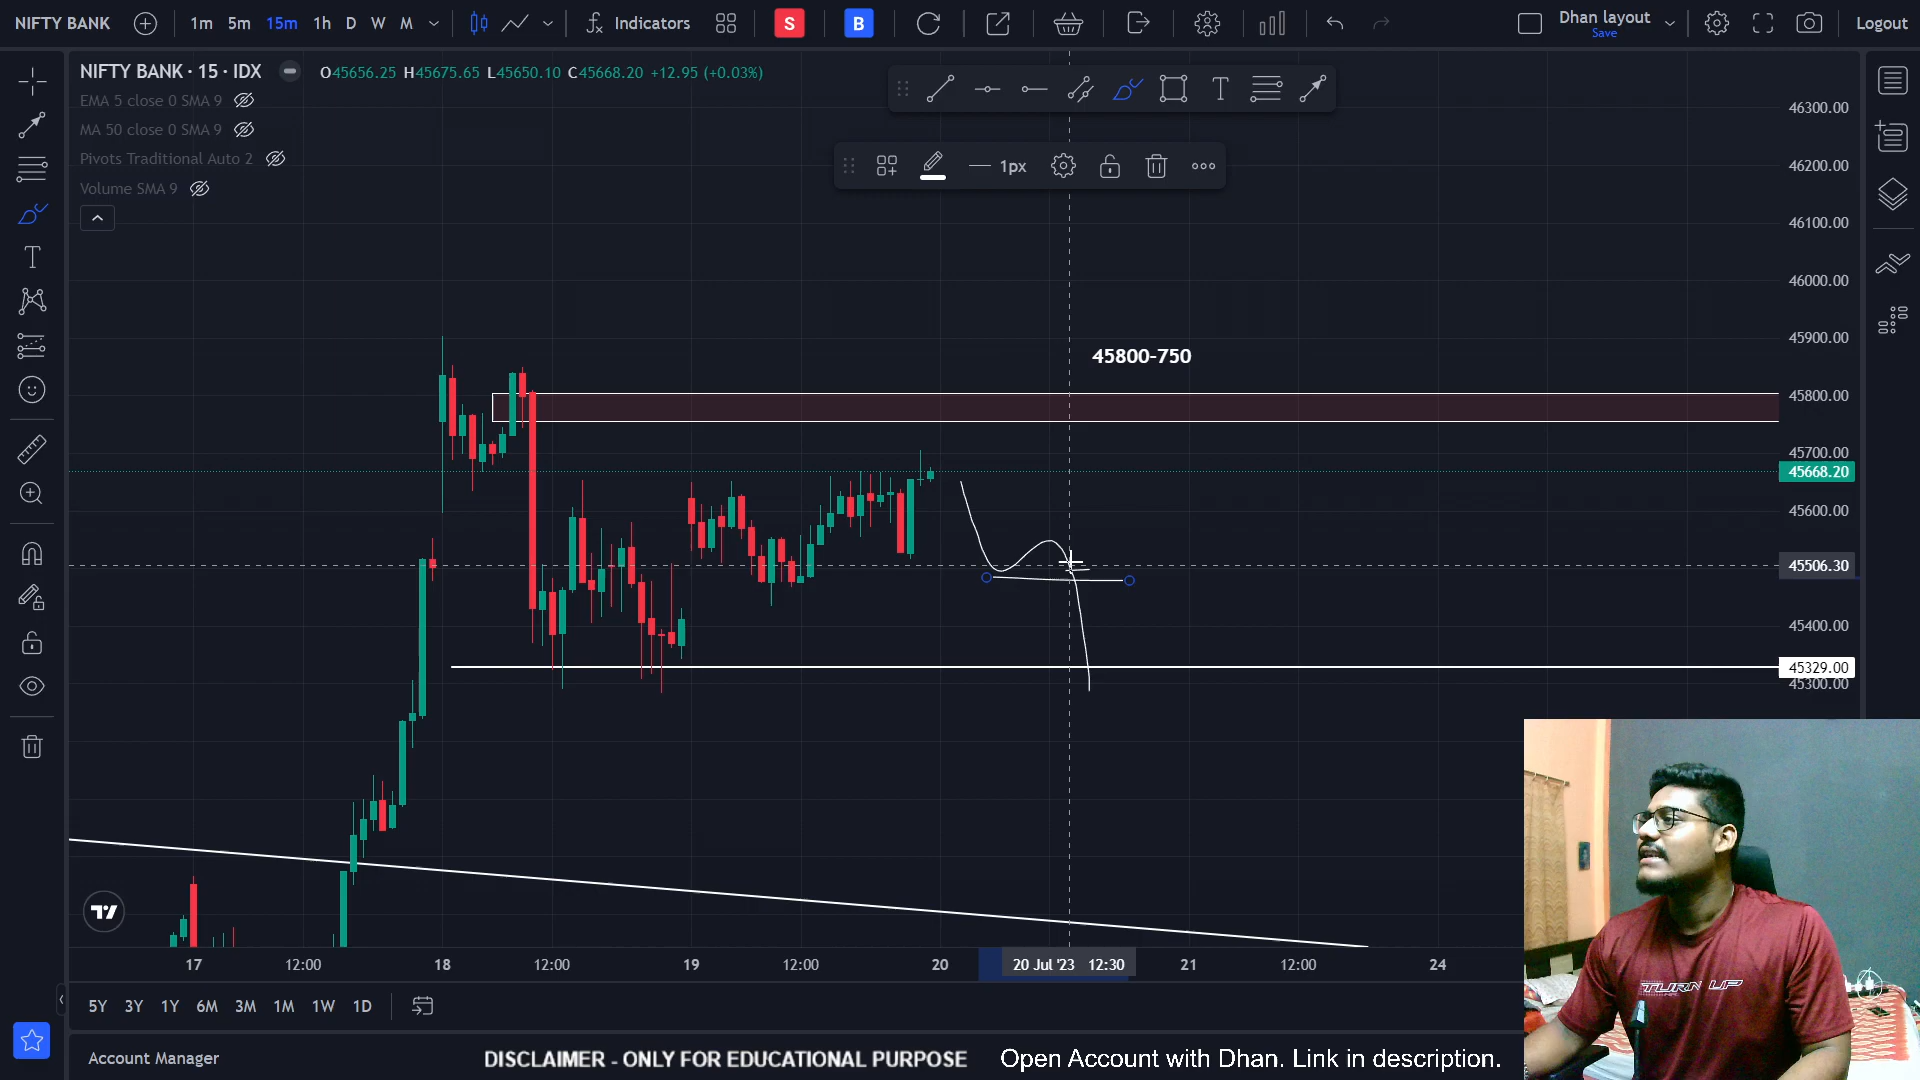 NIFTY BANK 1m 5m 15m 1h D W M Indicators S B Dhan layout Logout
Save
NIFTY BANK · 15 · IDX O45656.25 H45675.65 L45650.10 C45668.20 +12.95 (+0.03%)
EMA 5 close 0 SMA 9
MA 50 close 0 SMA 9
Pivots Traditional Auto 2
Volume SMA 9
T
1px
T
46300.00
46200.00
46100.00
46000.00
45900.00
45800-750
45800.00
45700.00
45668.20
45600.00
45506.30
45400.00
45329.00
45300.00
17 12:00 18 12:00 19 12:00 20 20 Jul '23 12:30 21 12:00 24
5Y 3Y 1Y 6M 3M 1M 1W 1D
TURN UP
Account Manager
DISCLAIMER - ONLY FOR EDUCATIONAL PURPOSE
Open Account with Dhan. Link in description.